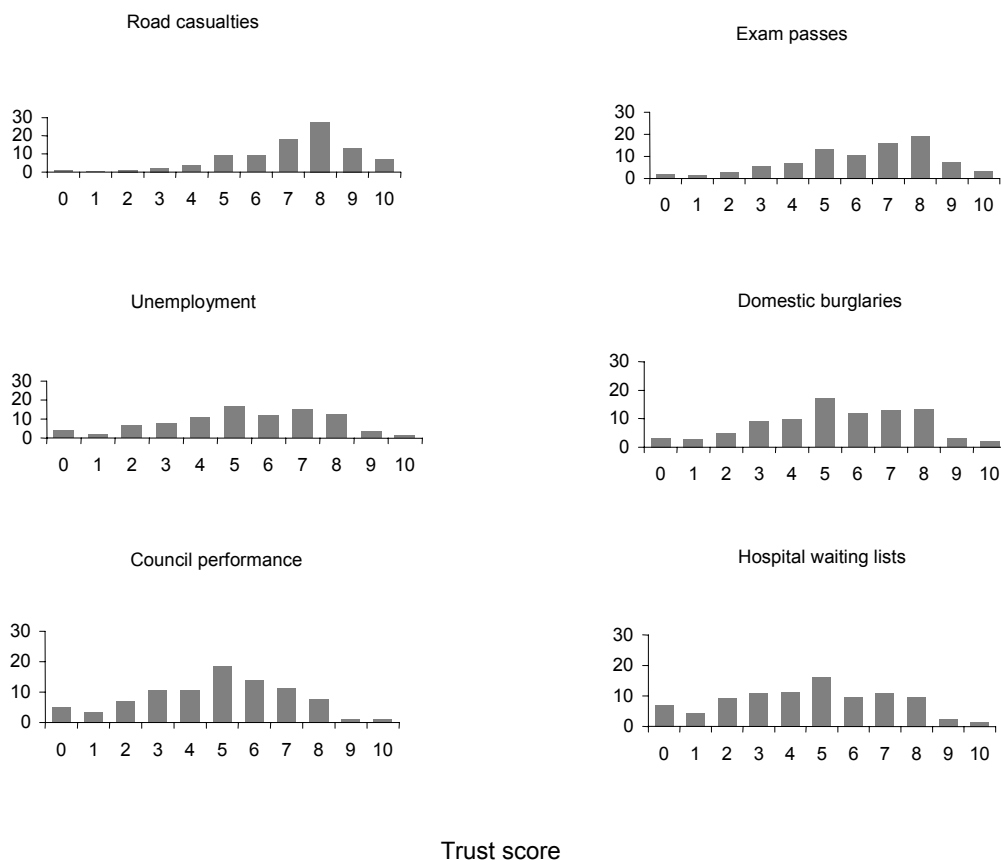 Road casualties
30
20
10
0
0 1 2 3 4 5 6 7 8 9 10
Exam passes
30
20
10
0
0 1 2 3 4 5 6 7 8 9 10
Unemployment
30
20
10
0
0 1 2 3 4 5 6 7 8 9 10
Domestic burglaries
30
20
10
0
0 1 2 3 4 5 6 7 8 9 10
Council performance
30
20
10
0
0 1 2 3 4 5 6 7 8 9 10
Hospital waiting lists
30
20
10
0
0 1 2 3 4 5 6 7 8 9 10
Trust score